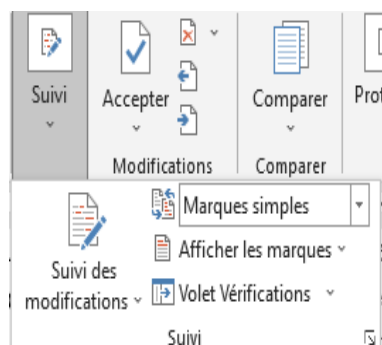 Suivi
Accepter
Comparer
Prot
Modifications
Comparer
Suivi des
modifications
Marques simples
Afficher les marques
Volet Vérifications
Suivi